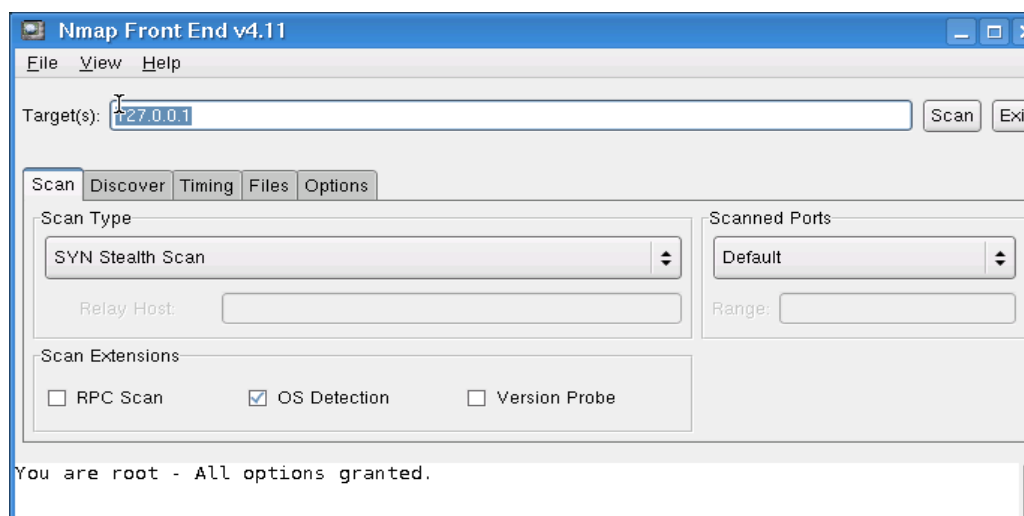 Nmap Front End v4.11
File View Help
Target(s): 127.0.0.1 Scan Exi
Scan Discover Timing Files Options
Scan Type Scanned Ports
SYN Stealth Scan Default
Relay Host: Range:
Scan Extensions
RPC Scan OS Detection Version Probe
You are root - All options granted.